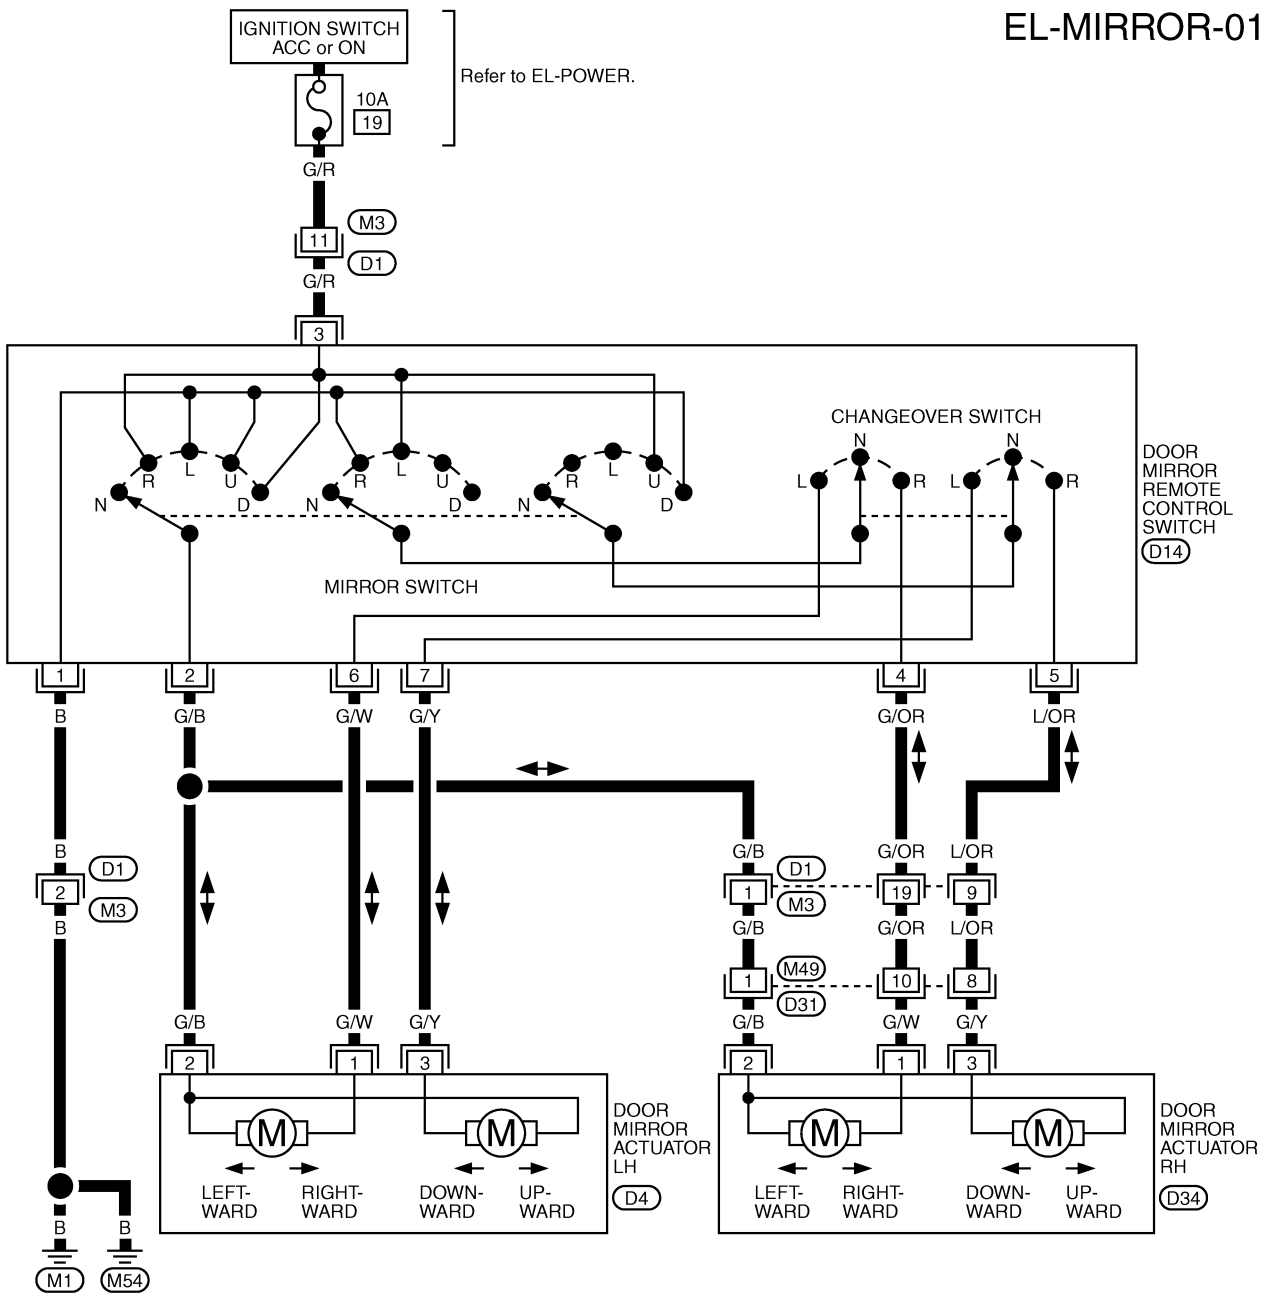 EL-MIRROR-01
IGNITION SWITCH
ACC or ON
Refer to EL-POWER.
10A
19
G/R
M3
11
D1
G/R
3
CHANGEOVER SWITCH
N
N
R
L
U
D
N
R
L
U
D
N
R
L
U
D
N
L
R
L
R
DOOR
MIRROR
REMOTE
CONTROL
SWITCH
D14
MIRROR SWITCH
1
2
6
7
4
5
B
G/B
G/W
G/Y
G/OR
L/OR
B
G/B
G/OR
L/OR
D1
D1
2
1
19
9
M3
M3
B
G/B
G/OR
L/OR
M49
1
10
8
D31
G/B
G/W
G/Y
G/B
G/W
G/Y
2
1
3
2
1
3
M
M
M
M
DOOR
MIRROR
ACTUATOR
LH
D4
DOOR
MIRROR
ACTUATOR
RH
D34
LEFT-
WARD
RIGHT-
WARD
DOWN-
WARD
UP-
WARD
LEFT-
WARD
RIGHT-
WARD
DOWN-
WARD
UP-
WARD
B
B
M1
M54